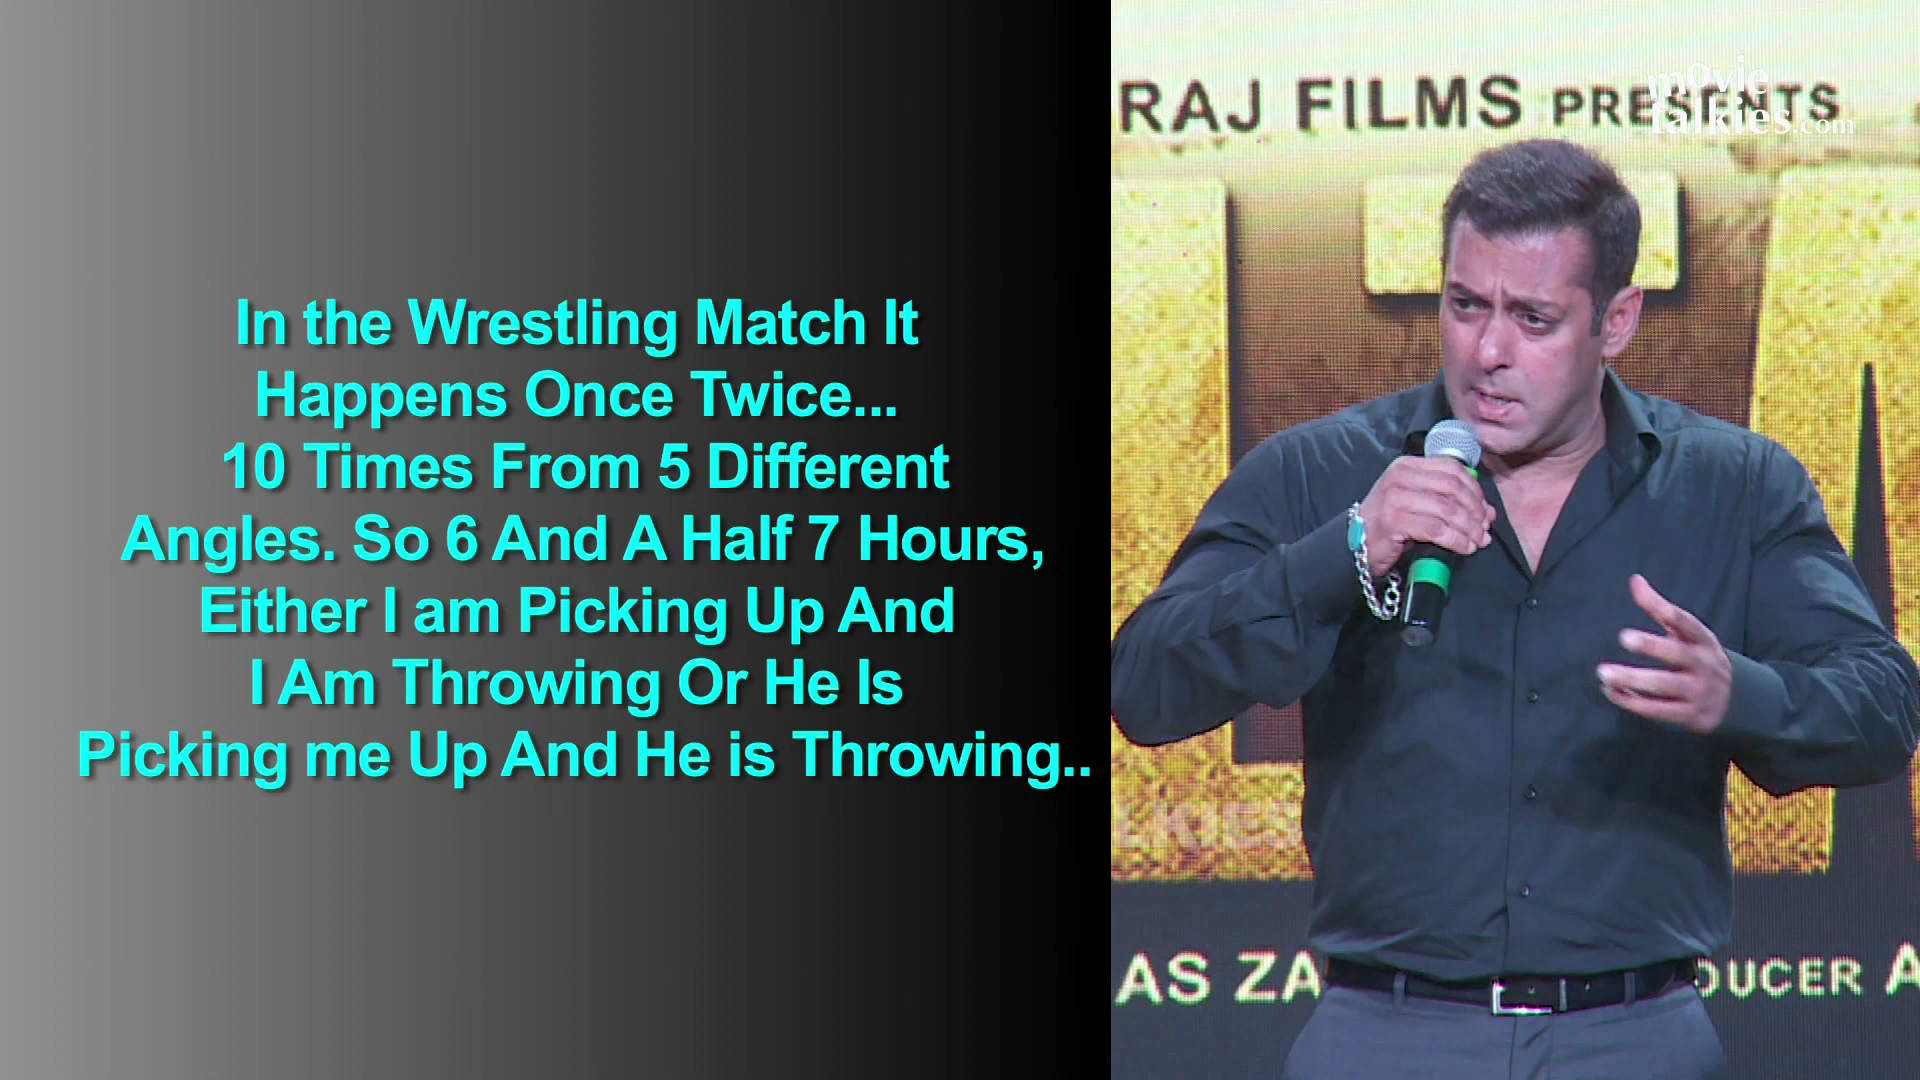 In the Wrestling Match It
Happens Once Twice...
10 Times From 5 Different
Angles. So 6 And A Half 7 Hours,
Either I am Picking Up And
I Am Throwing Or He Is
Picking me Up And He is Throwing..
RAJ FILMS PRESENTS
movie
talkies.com
AS ZA
DUCER A